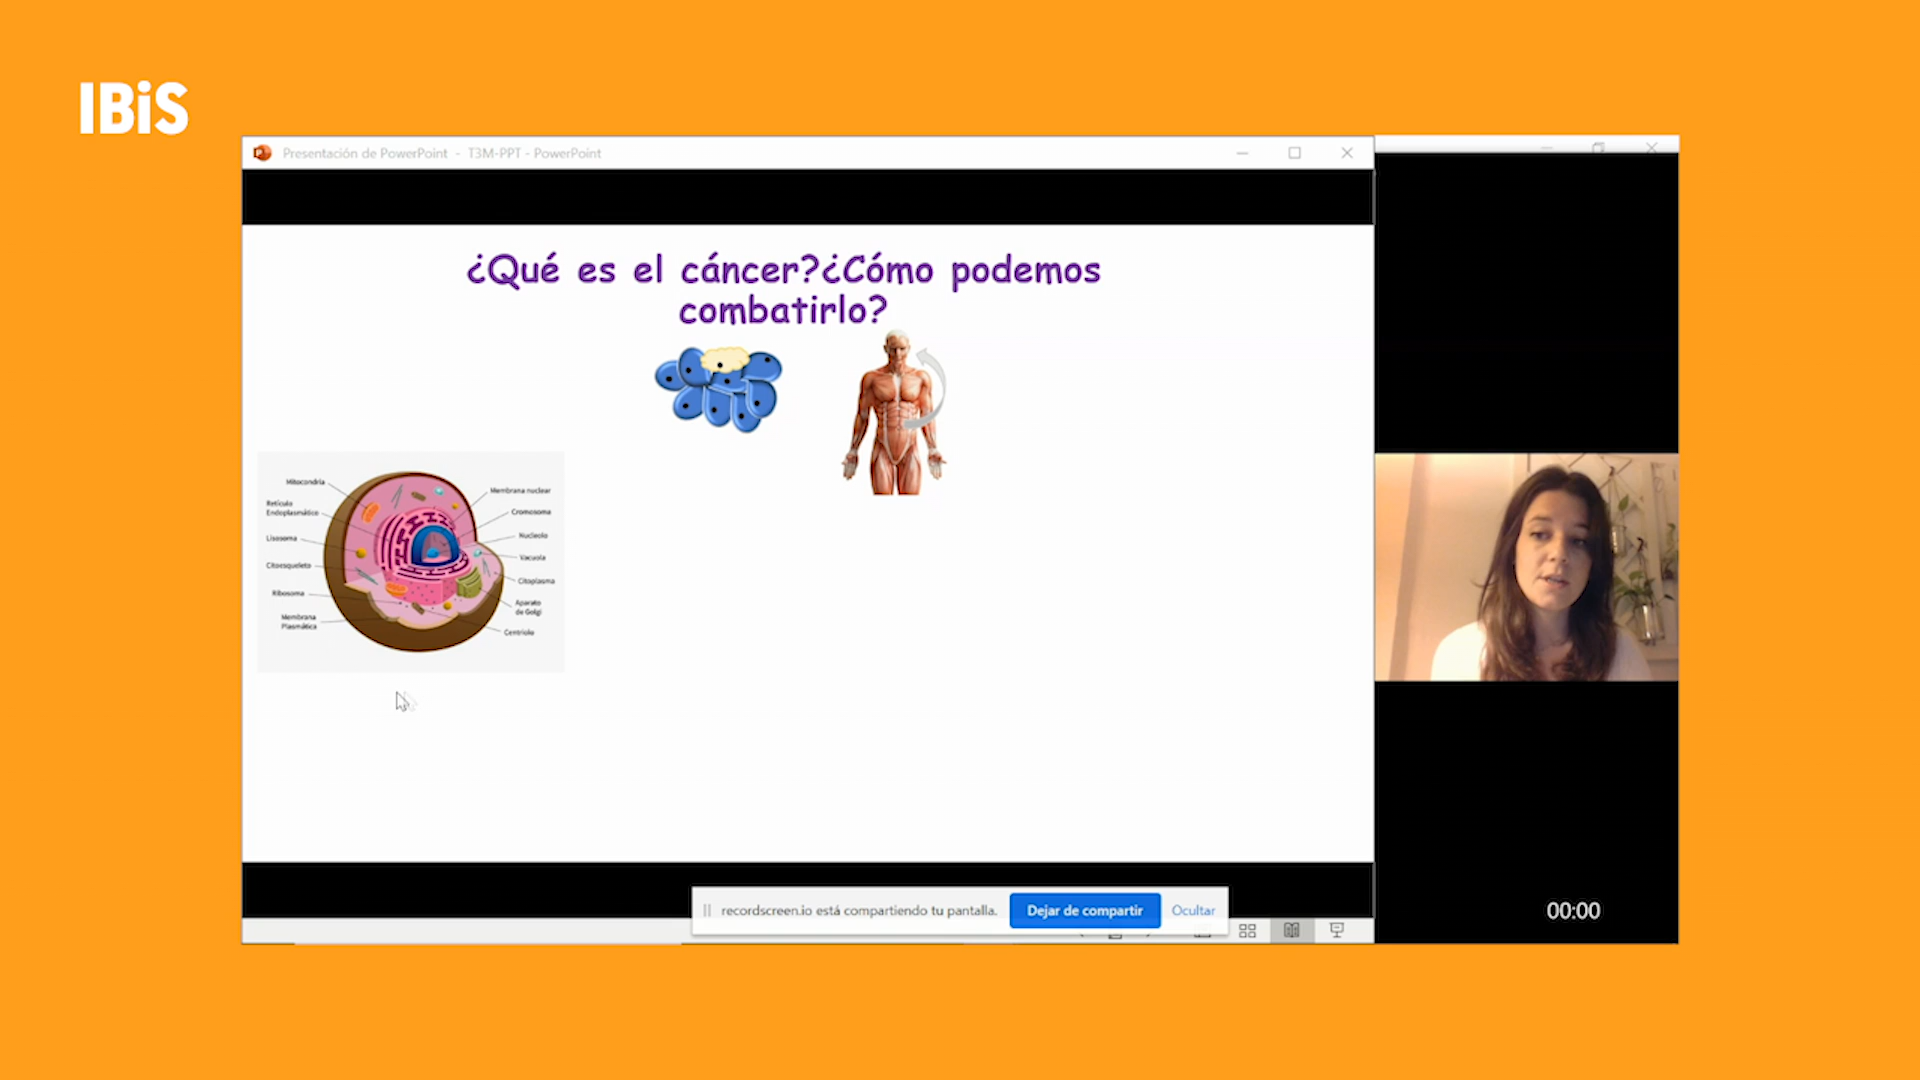 IBiS
Presentación de PowerPoint - T3M-PPT - PowerPoint
¿Qué es el cáncer?¿Cómo podemos
combatirlo?
Mitocondria
Retículo
Endoplasmático
Lisosoma
Citoesqueleto
Ribosoma
Membrana
Plasmática
Membrana nuclear
Cromosoma
Nucleolo
Vacuola
Citoplasma
Aparato
de Golgi
Centriolo
recordscreen.io está compartiendo tu pantalla.
Dejar de compartir
Ocultar
00:00